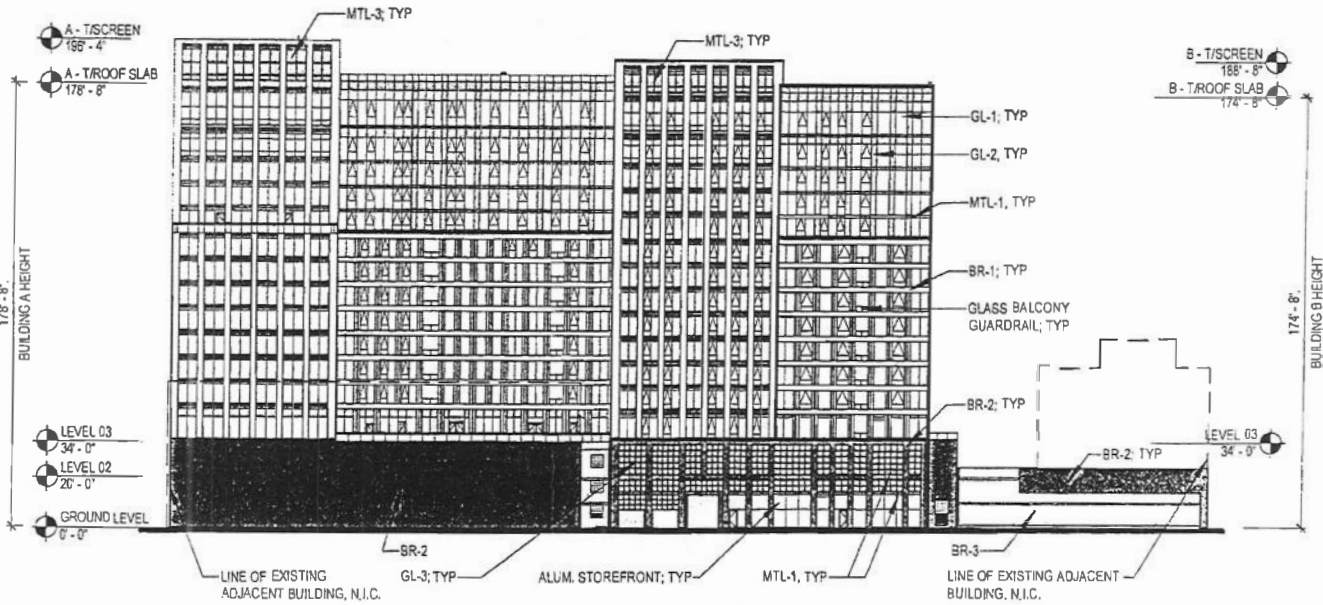 MTL-3; TYP
A - T/SCREEN
196' - 4"
A - T/ROOF SLAB
178' - 8"
MTL-3; TYP
B - T/SCREEN
188' - 8"
B - T/ROOF SLAB
174' - 8"
GL-1; TYP
GL-2, TYP
MTL-1, TYP
BR-1; TYP
GLASS BALCONY
GUARDRAIL; TYP
178' - 8"
BUILDING A HEIGHT
174' - 8"
BUILDING B HEIGHT
BR-2; TYP
LEVEL 03
34' - 0"
LEVEL 03
34' - 0"
BR-2; TYP
LEVEL 02
20' - 0"
GROUND LEVEL
0' - 0"
BR-2
BR-3
LINE OF EXISTING
ADJACENT BUILDING, N.I.C.
GL-3; TYP
ALUM. STOREFRONT; TYP
MTL-1, TYP
LINE OF EXISTING ADJACENT
BUILDING, N.I.C.